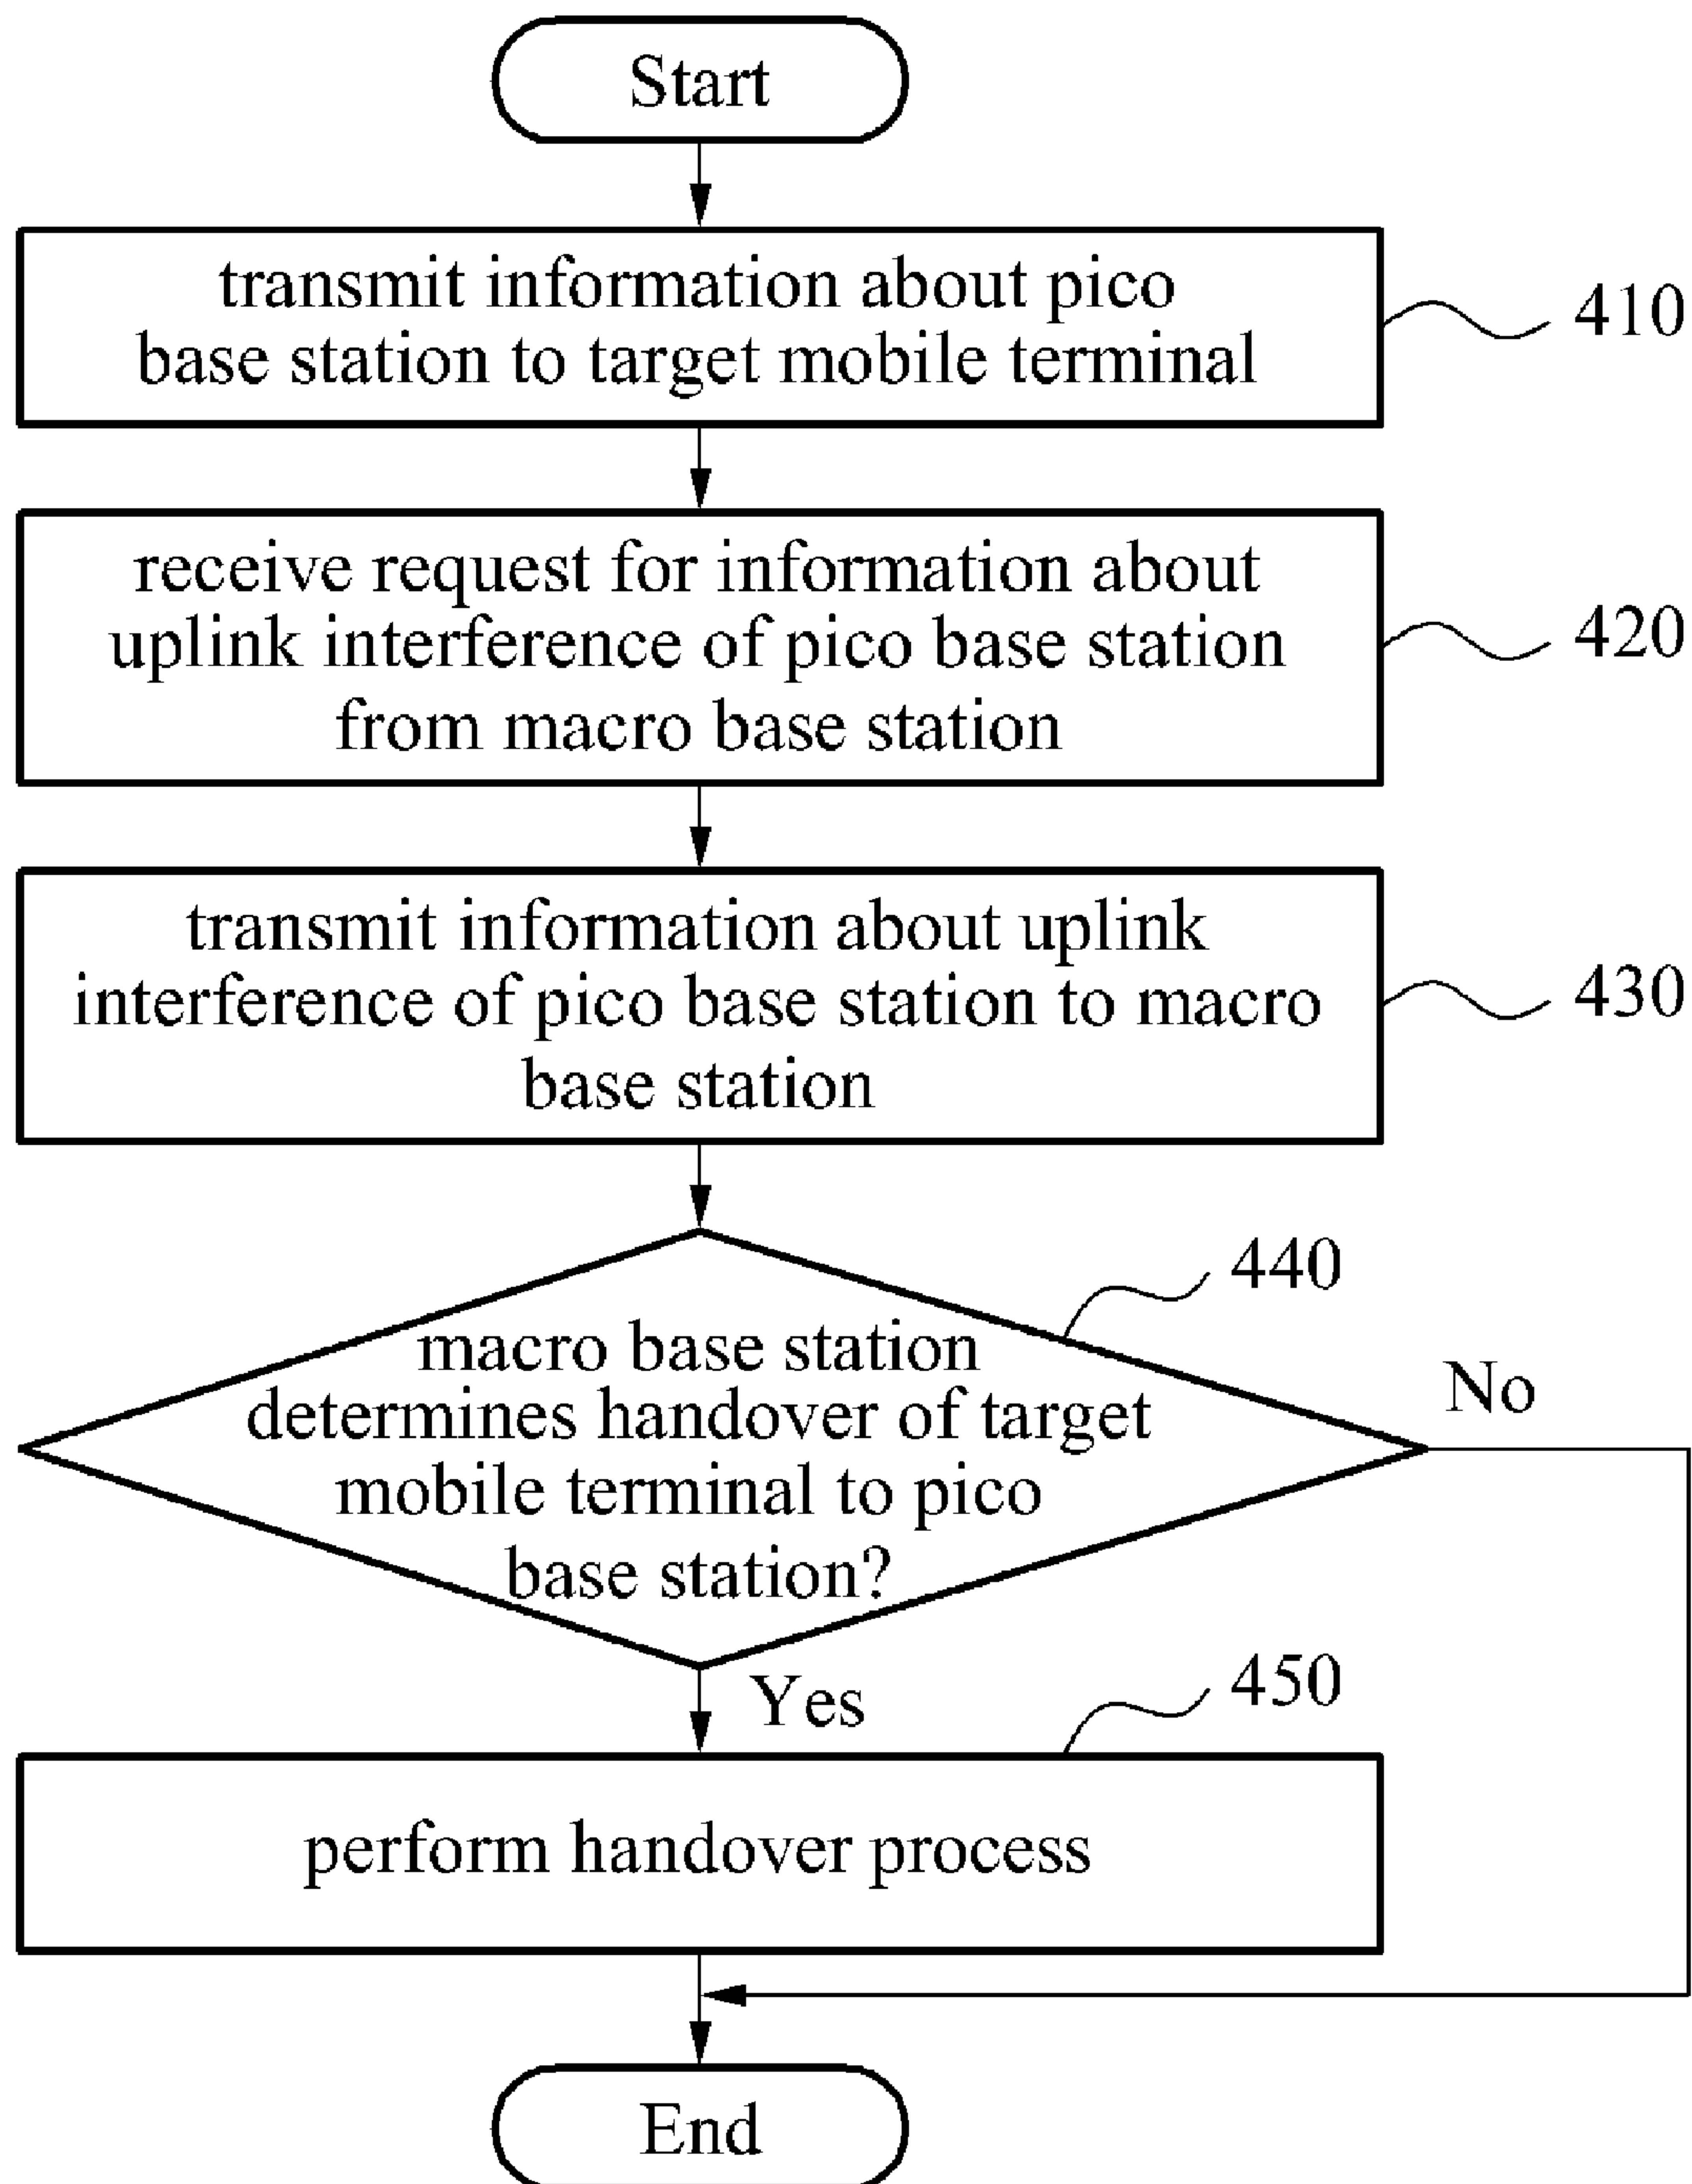 Start
transmit information about pico
base station to target mobile terminal
410
receive request for information about
uplink interference of pico base station
from macro base station
420
transmit information about uplink
interference of pico base station to macro
base station
430
440
macro base station
determines handover of target
mobile terminal to pico
base station?
No
Yes
450
perform handover process
End